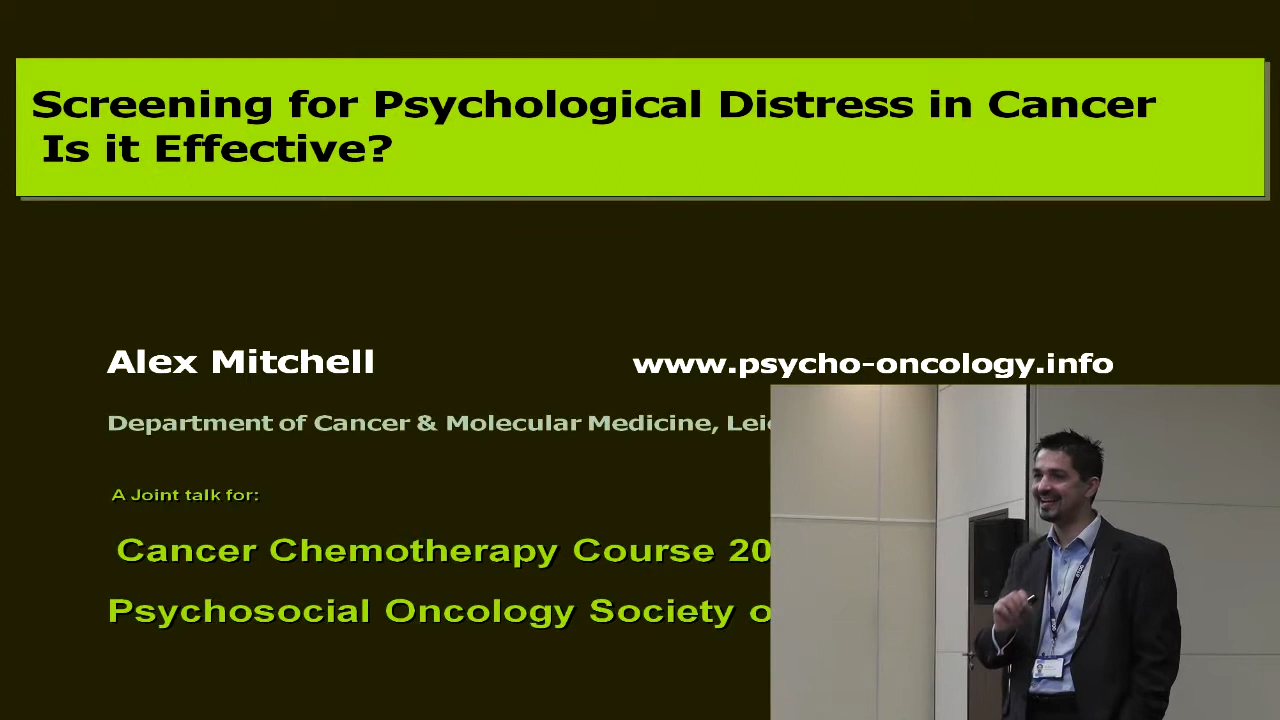 Screening for Psychological Distress in Cancer
Is it Effective?
Alex Mitchell
www.psycho-oncology.info
Department of Cancer & Molecular Medicine,
A Joint talk for:
Cancer Chemotherapy Course 20
Psychosocial Oncology Society